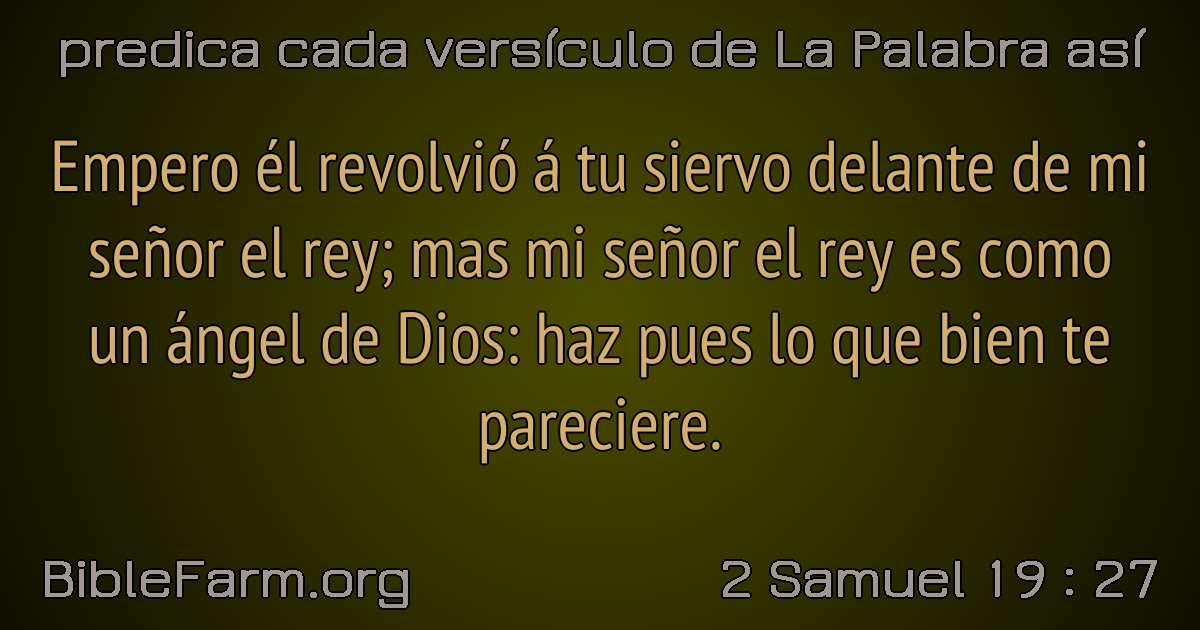 predica cada versículo de La Palabra así
Empero él revolvió á tu siervo delante de mi
señor el rey; mas mi señor el rey es como
un ángel de Dios: haz pues lo que bien te
pareciere.
BibleFarm.org
2 Samuel 19 : 27